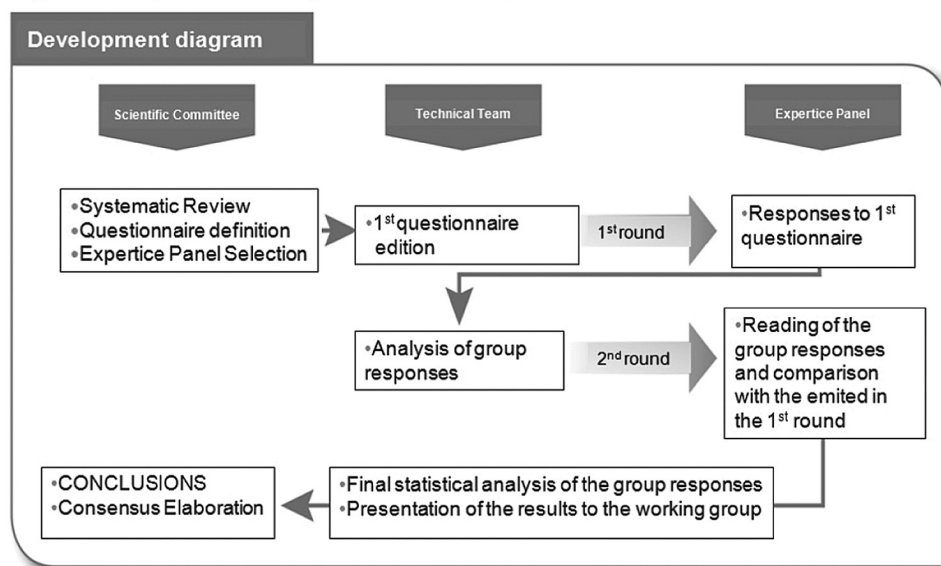 Development diagram
Scientific Committee
Technical Team
Expertice Panel
•Systematic Review
•Questionnaire definition
•Expertice Panel Selection
•1st questionnaire
edition
1st round
•Responses to 1st
questionnaire
•Analysis of group
responses
2nd round
•Reading of the
group responses
and comparison
with the emited in
the 1st round
•CONCLUSIONS
•Consensus Elaboration
•Final statistical analysis of the group responses
•Presentation of the results to the working group